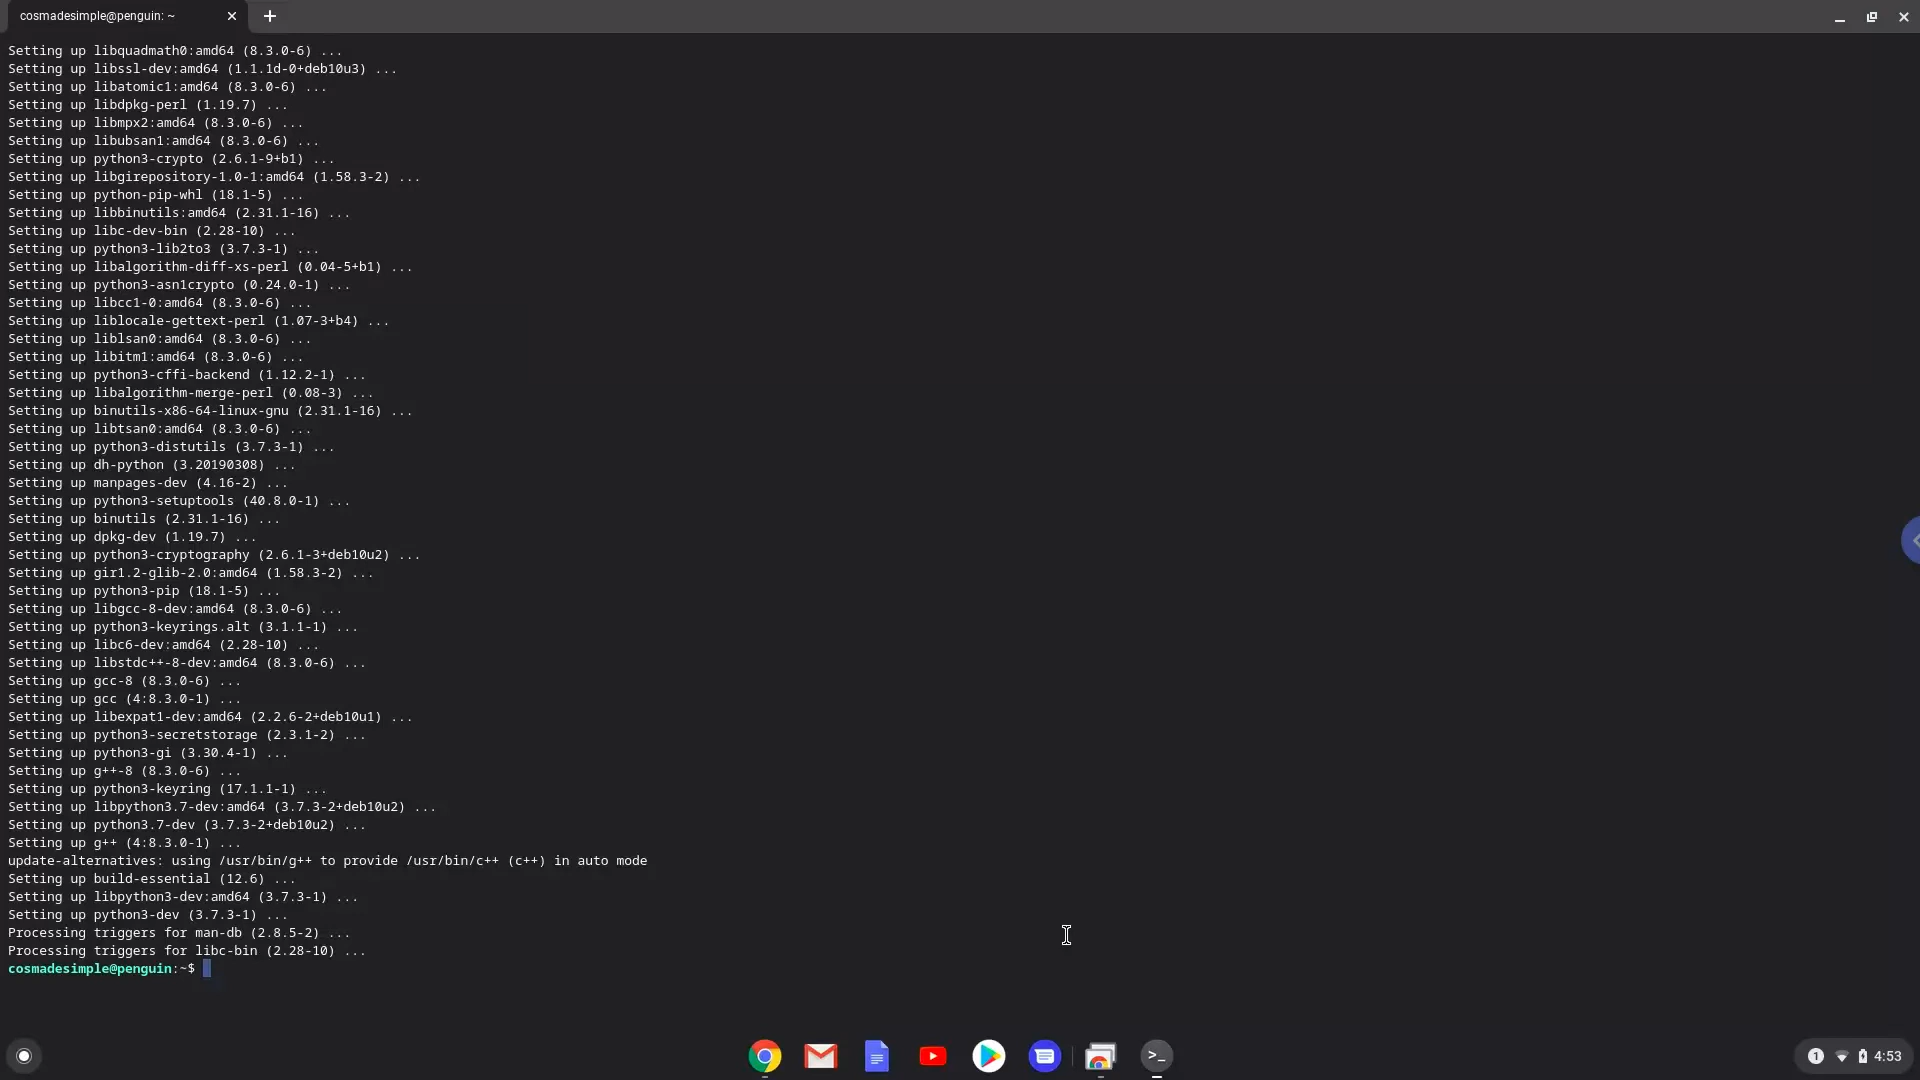 cosmadesimple@penguin: ~
Setting up libquadmath0:amd64 (8.3.0-6) ...
Setting up libssl-dev:amd64 (1.1.1d-0+deb10u3) ...
Setting up libatomic1:amd64 (8.3.0-6) ...
Setting up libdpkg-perl (1.19.7) ...
Setting up libmpx2:amd64 (8.3.0-6) ...
Setting up libubsan1:amd64 (8.3.0-6) ...
Setting up python3-crypto (2.6.1-9+b1) ...
Setting up libgirepository-1.0-1:amd64 (1.58.3-2) ...
Setting up python-pip-whl (18.1-5) ...
Setting up libbinutils:amd64 (2.31.1-16) ...
Setting up libc-dev-bin (2.28-10) ...
Setting up python3-lib2to3 (3.7.3-1) ...
Setting up libalgorithm-diff-xs-perl (0.04-5+b1) ...
Setting up python3-asn1crypto (0.24.0-1) ...
Setting up libcc1-0:amd64 (8.3.0-6) ...
Setting up liblocale-gettext-perl (1.07-3+b4) ...
Setting up liblsan0:amd64 (8.3.0-6) ...
Setting up libitm1:amd64 (8.3.0-6) ...
Setting up python3-cffi-backend (1.12.2-1) ...
Setting up libalgorithm-merge-perl (0.08-3) ...
Setting up binutils-x86-64-linux-gnu (2.31.1-16) ...
Setting up libtsan0:amd64 (8.3.0-6) ...
Setting up python3-distutils (3.7.3-1) ...
Setting up dh-python (3.20190308) ...
Setting up manpages-dev (4.16-2) ...
Setting up python3-setuptools (40.8.0-1) ...
Setting up binutils (2.31.1-16) ...
Setting up dpkg-dev (1.19.7) ...
Setting up python3-cryptography (2.6.1-3+deb10u2) ...
Setting up gir1.2-glib-2.0:amd64 (1.58.3-2) ...
Setting up python3-pip (18.1-5) ...
Setting up libgcc-8-dev:amd64 (8.3.0-6) ...
Setting up python3-keyrings.alt (3.1.1-1) ...
Setting up libc6-dev:amd64 (2.28-10) ...
Setting up libstdc++-8-dev:amd64 (8.3.0-6) ...
Setting up gcc-8 (8.3.0-6) ...
Setting up gcc (4:8.3.0-1) ...
Setting up libexpat1-dev:amd64 (2.2.6-2+deb10u1) ...
Setting up python3-secretstorage (2.3.1-2) ...
Setting up python3-gi (3.30.4-1) ...
Setting up g++-8 (8.3.0-6) ...
Setting up python3-keyring (17.1.1-1) ...
Setting up libpython3.7-dev:amd64 (3.7.3-2+deb10u2) ...
Setting up python3.7-dev (3.7.3-2+deb10u2) ...
Setting up g++ (4:8.3.0-1) ...
update-alternatives: using /usr/bin/g++ to provide /usr/bin/c++ (c++) in auto mode
Setting up build-essential (12.6) ...
Setting up libpython3-dev:amd64 (3.7.3-1) ...
Setting up python3-dev (3.7.3-1) ...
Processing triggers for man-db (2.8.5-2) ...
Processing triggers for libc-bin (2.28-10) ...
cosmadesimple@penguin:~$
1 4:53